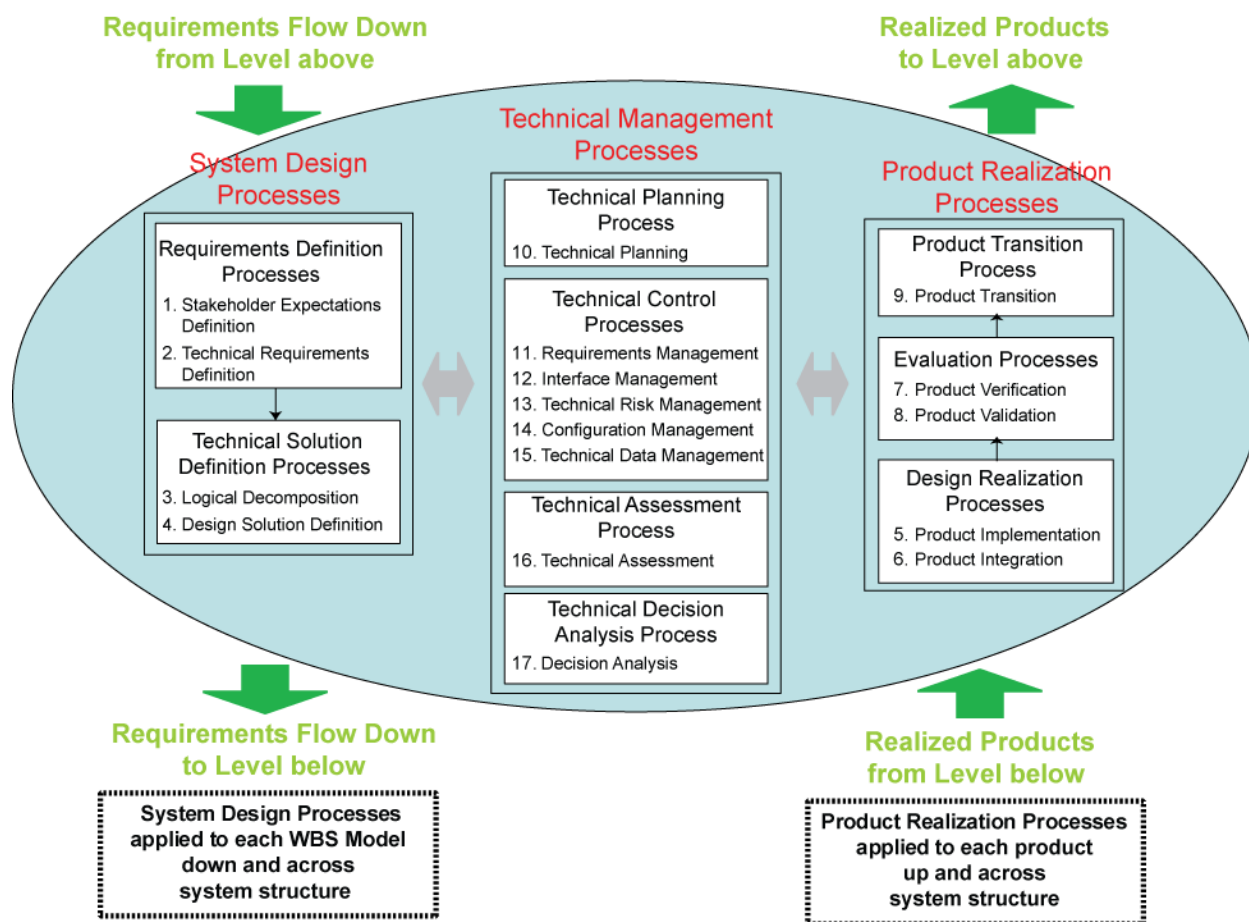 Requirements Flow Down
from Level above
Realized Products
to Level above
System Design
Processes
Requirements Definition
Processes
1. Stakeholder Expectations
Definition
2. Technical Requirements
Definition
Technical Solution
Definition Processes
3. Logical Decomposition
4. Design Solution Definition
Technical Management
Processes
Technical Planning
Process
10. Technical Planning
Technical Control
Processes
11. Requirements Management
12. Interface Management
13. Technical Risk Management
14. Configuration Management
15. Technical Data Management
Technical Assessment
Process
16. Technical Assessment
Technical Decision
Analysis Process
17. Decision Analysis
Product Realization
Processes
Product Transition
Process
9. Product Transition
Evaluation Processes
7. Product Verification
8. Product Validation
Design Realization
Processes
5. Product Implementation
6. Product Integration
Requirements Flow Down
to Level below
System Design Processes
applied to each WBS Model
down and across
system structure
Realized Products
from Level below
Product Realization Processes
applied to each product
up and across
system structure